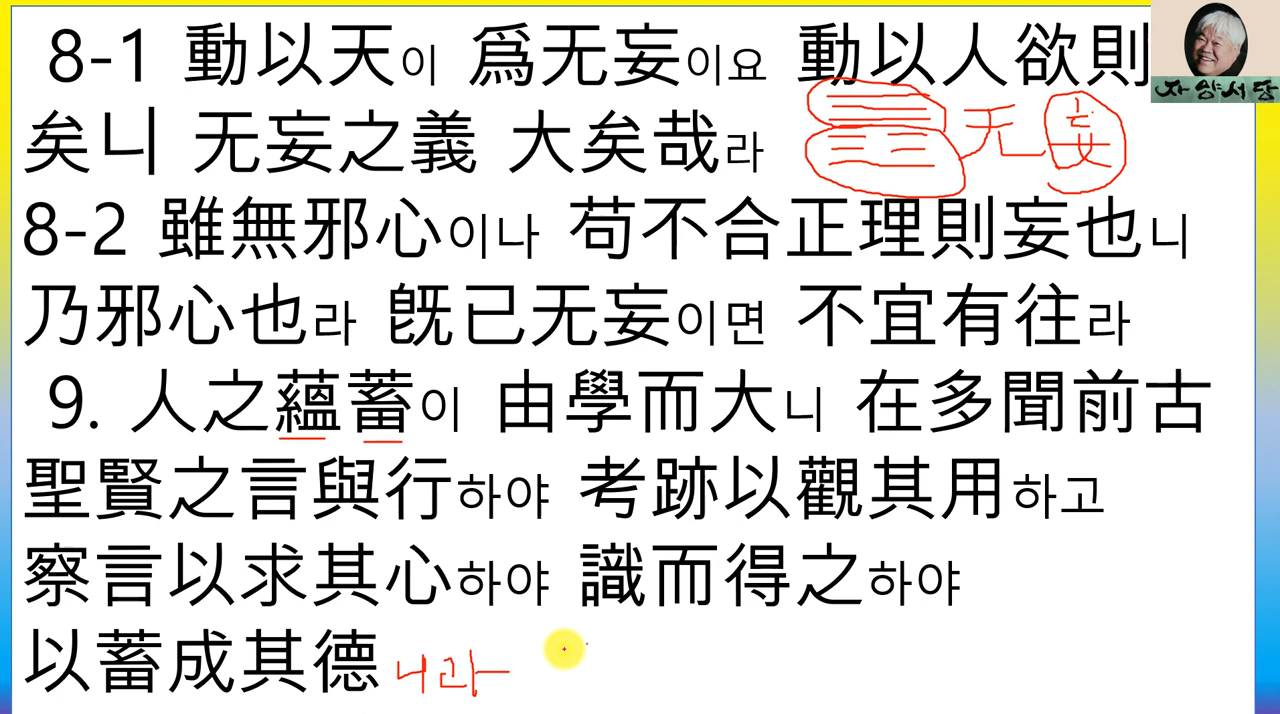 8-1 動以天이 爲无妄이요 動以人欲則
자양서당
矣니 无妄之義 大矣哉라
无妄
8-2 雖無邪心이나 苟不合正理則妄也니
乃邪心也라 旣已无妄이면 不宜有往라
9. 人之蘊蓄이 由學而大니 在多聞前古
聖賢之言與行하야 考跡以觀其用하고
察言以求其心하야 識而得之하야
以蓄成其德 니라